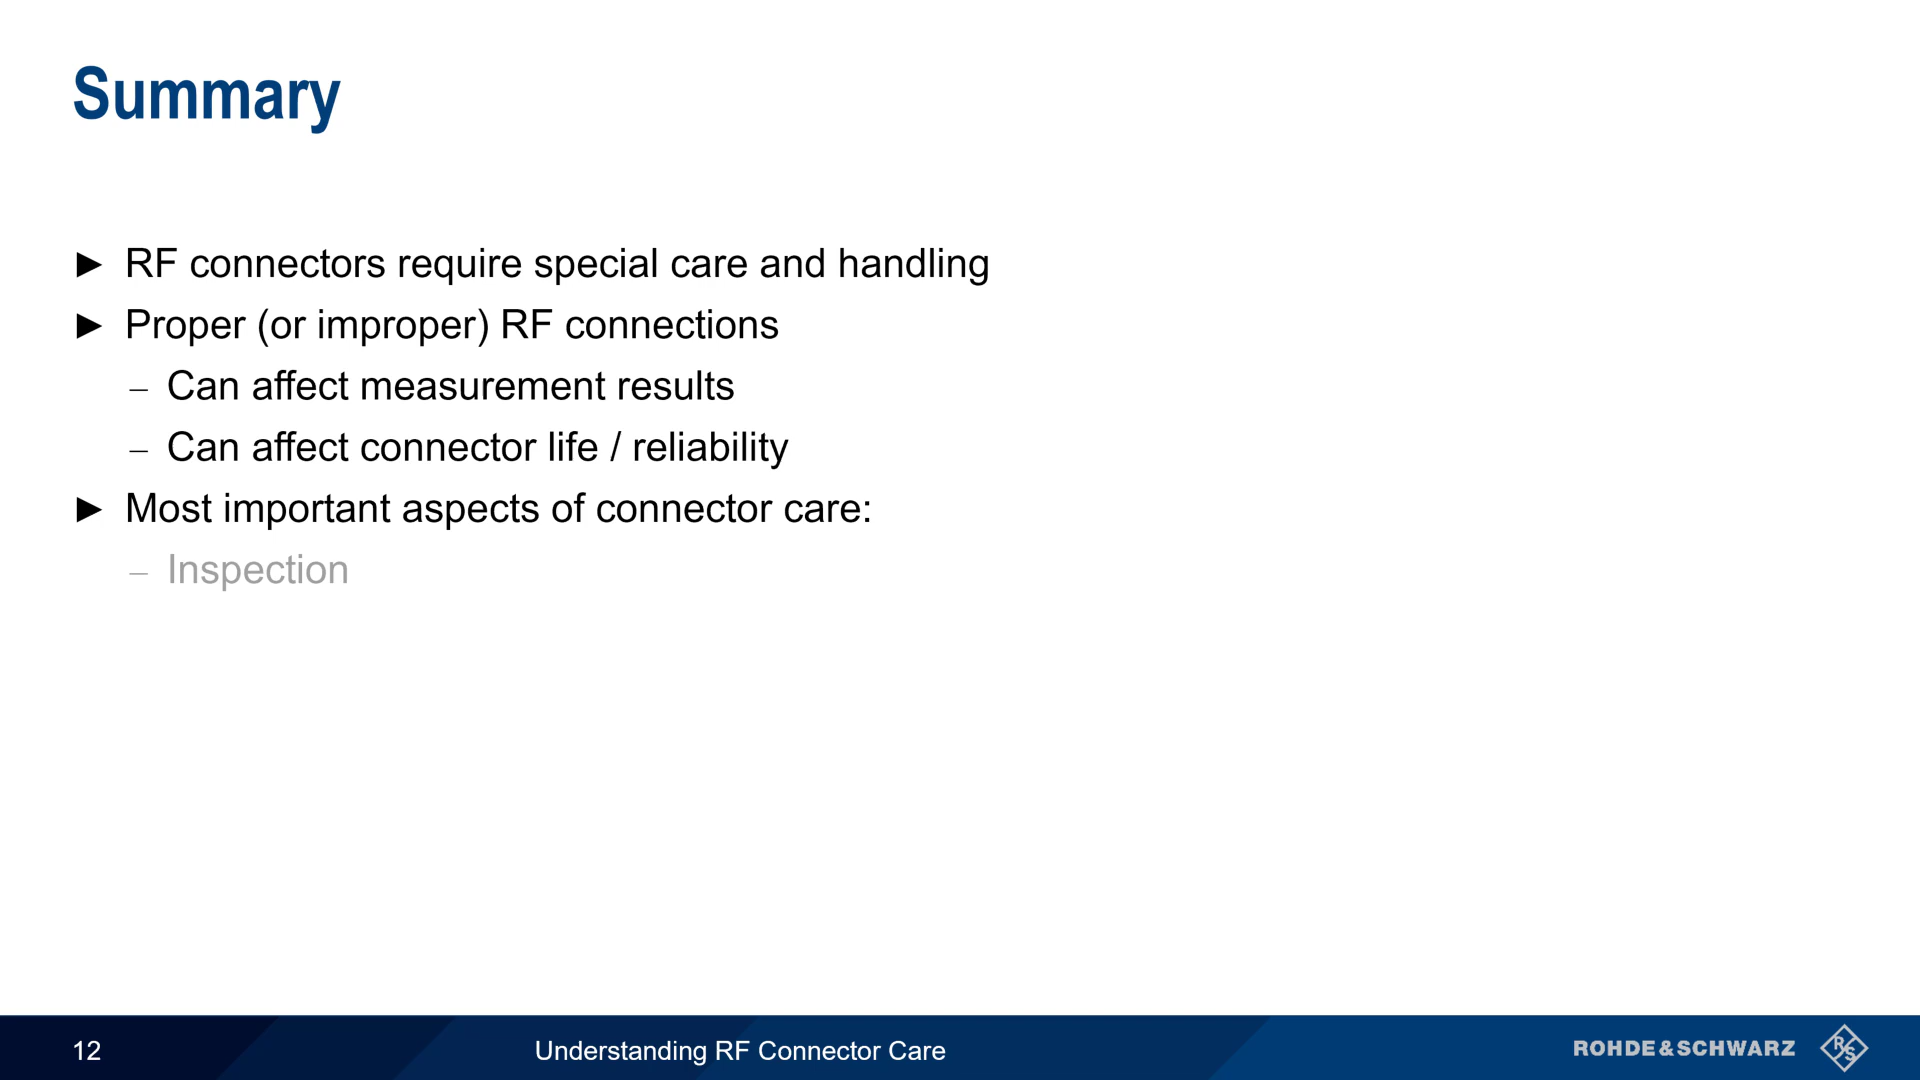 Summary
► RF connectors require special care and handling
► Proper (or improper) RF connections
– Can affect measurement results
– Can affect connector life / reliability
► Most important aspects of connector care:
– Inspection
12
Understanding RF Connector Care
ROHDE&SCHWARZ
R&S